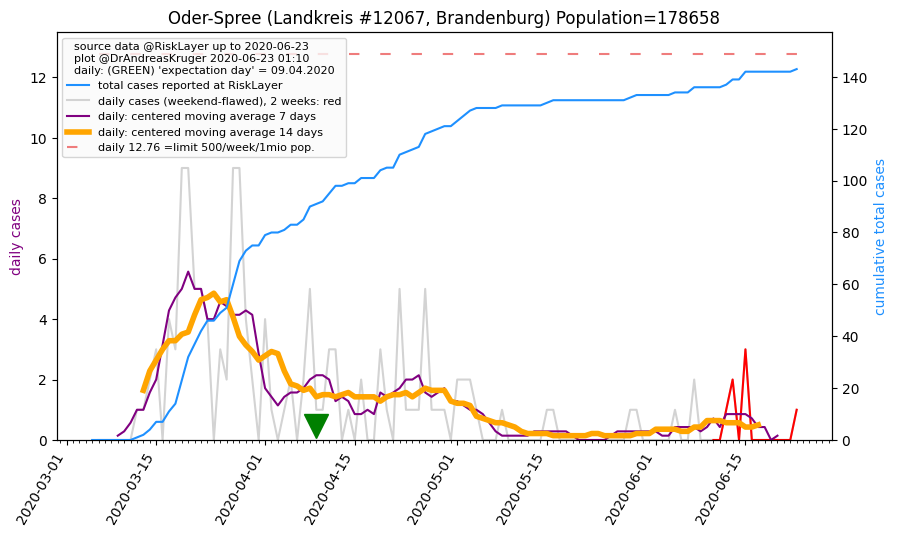 Oder-Spree (Landkreis #12067, Brandenburg) Population=178658
source data @RiskLayer up to 2020-06-23
plot @DrAndreasKruger 2020-06-23 01:10
daily: (GREEN) 'expectation day' = 09.04.2020
total cases reported at RiskLayer
daily cases (weekend-flawed), 2 weeks: red
daily: centered moving average 7 days
daily: centered moving average 14 days
daily 12.76 =limit 500/week/1mio pop.
daily cases
12
10
8
6
4
2
0
140
120
100
80
60
40
20
0
cumulative total cases
2020-03-01
2020-03-15
2020-04-01
2020-04-15
2020-05-01
2020-05-15
2020-06-01
2020-06-15